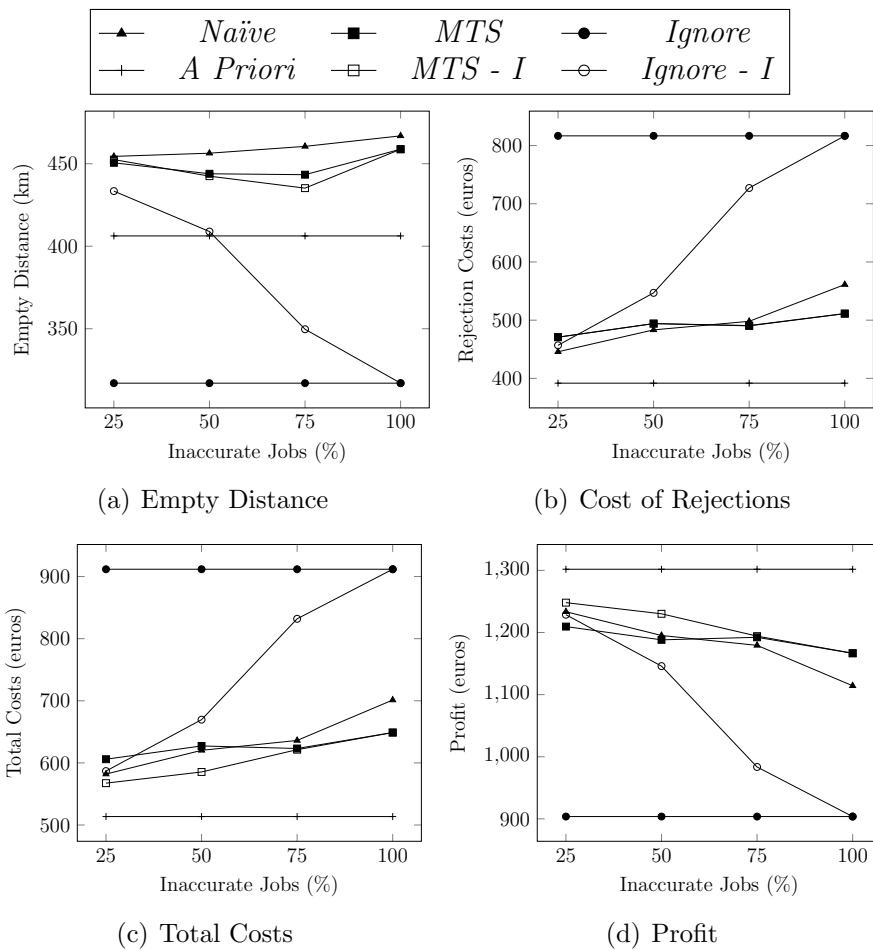 Naïve MTS Ignore
A Priori MTS - I Ignore - I
450
400
350
25 50 75 100
Inaccurate Jobs (%)
Empty Distance (km)
(a) Empty Distance
800
700
600
500
400
25 50 75 100
Inaccurate Jobs (%)
Rejection Costs (euros)
(b) Cost of Rejections
900
800
700
600
500
25 50 75 100
Inaccurate Jobs (%)
Total Costs (euros)
(c) Total Costs
1,300
1,200
1,100
1,000
900
25 50 75 100
Inaccurate Jobs (%)
Profit (euros)
(d) Profit